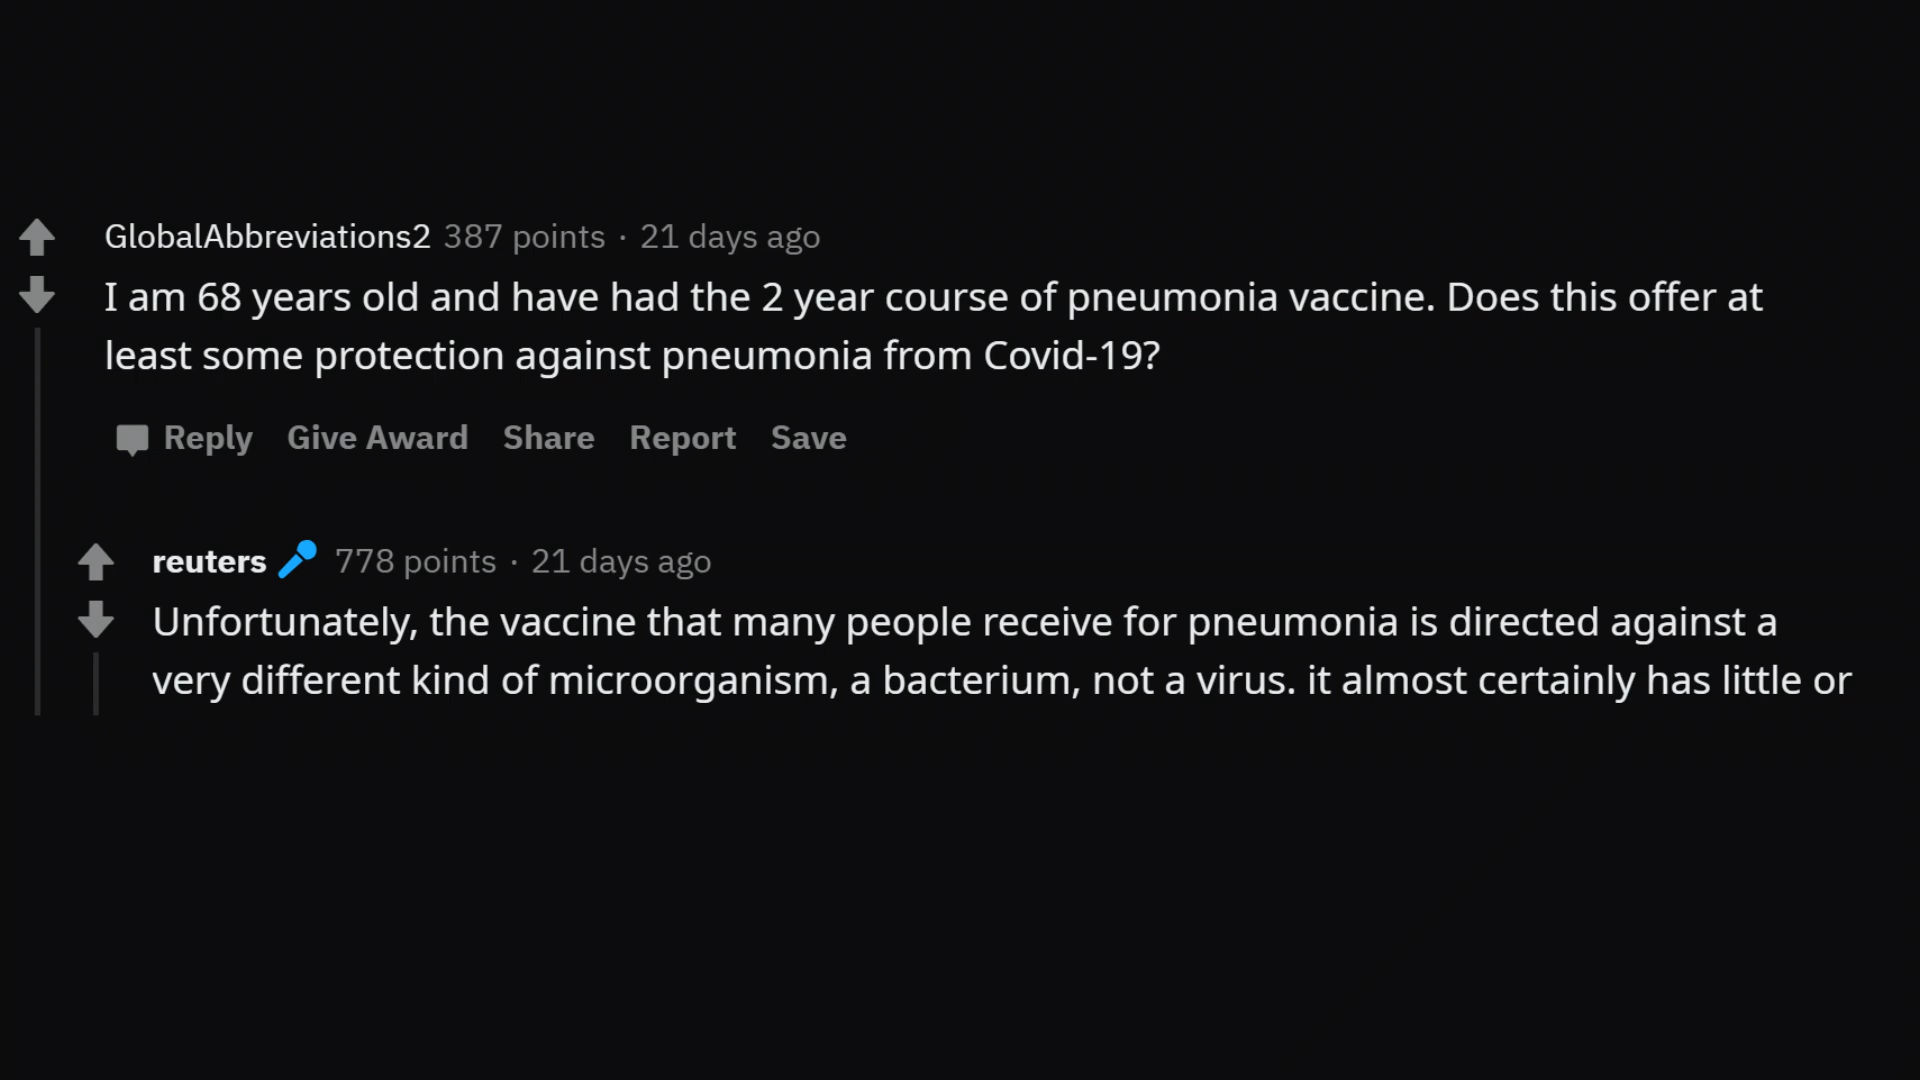 GlobalAbbreviations2 387 points · 21 days ago
I am 68 years old and have had the 2 year course of pneumonia vaccine. Does this offer at
least some protection against pneumonia from Covid-19?
Reply Give Award Share Report Save
reuters 778 points · 21 days ago
Unfortunately, the vaccine that many people receive for pneumonia is directed against a
very different kind of microorganism, a bacterium, not a virus. it almost certainly has little or